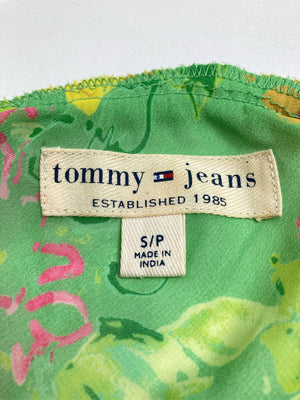 tommy jeans
ESTABLISHED 1985
S/P
MADE IN
INDIA